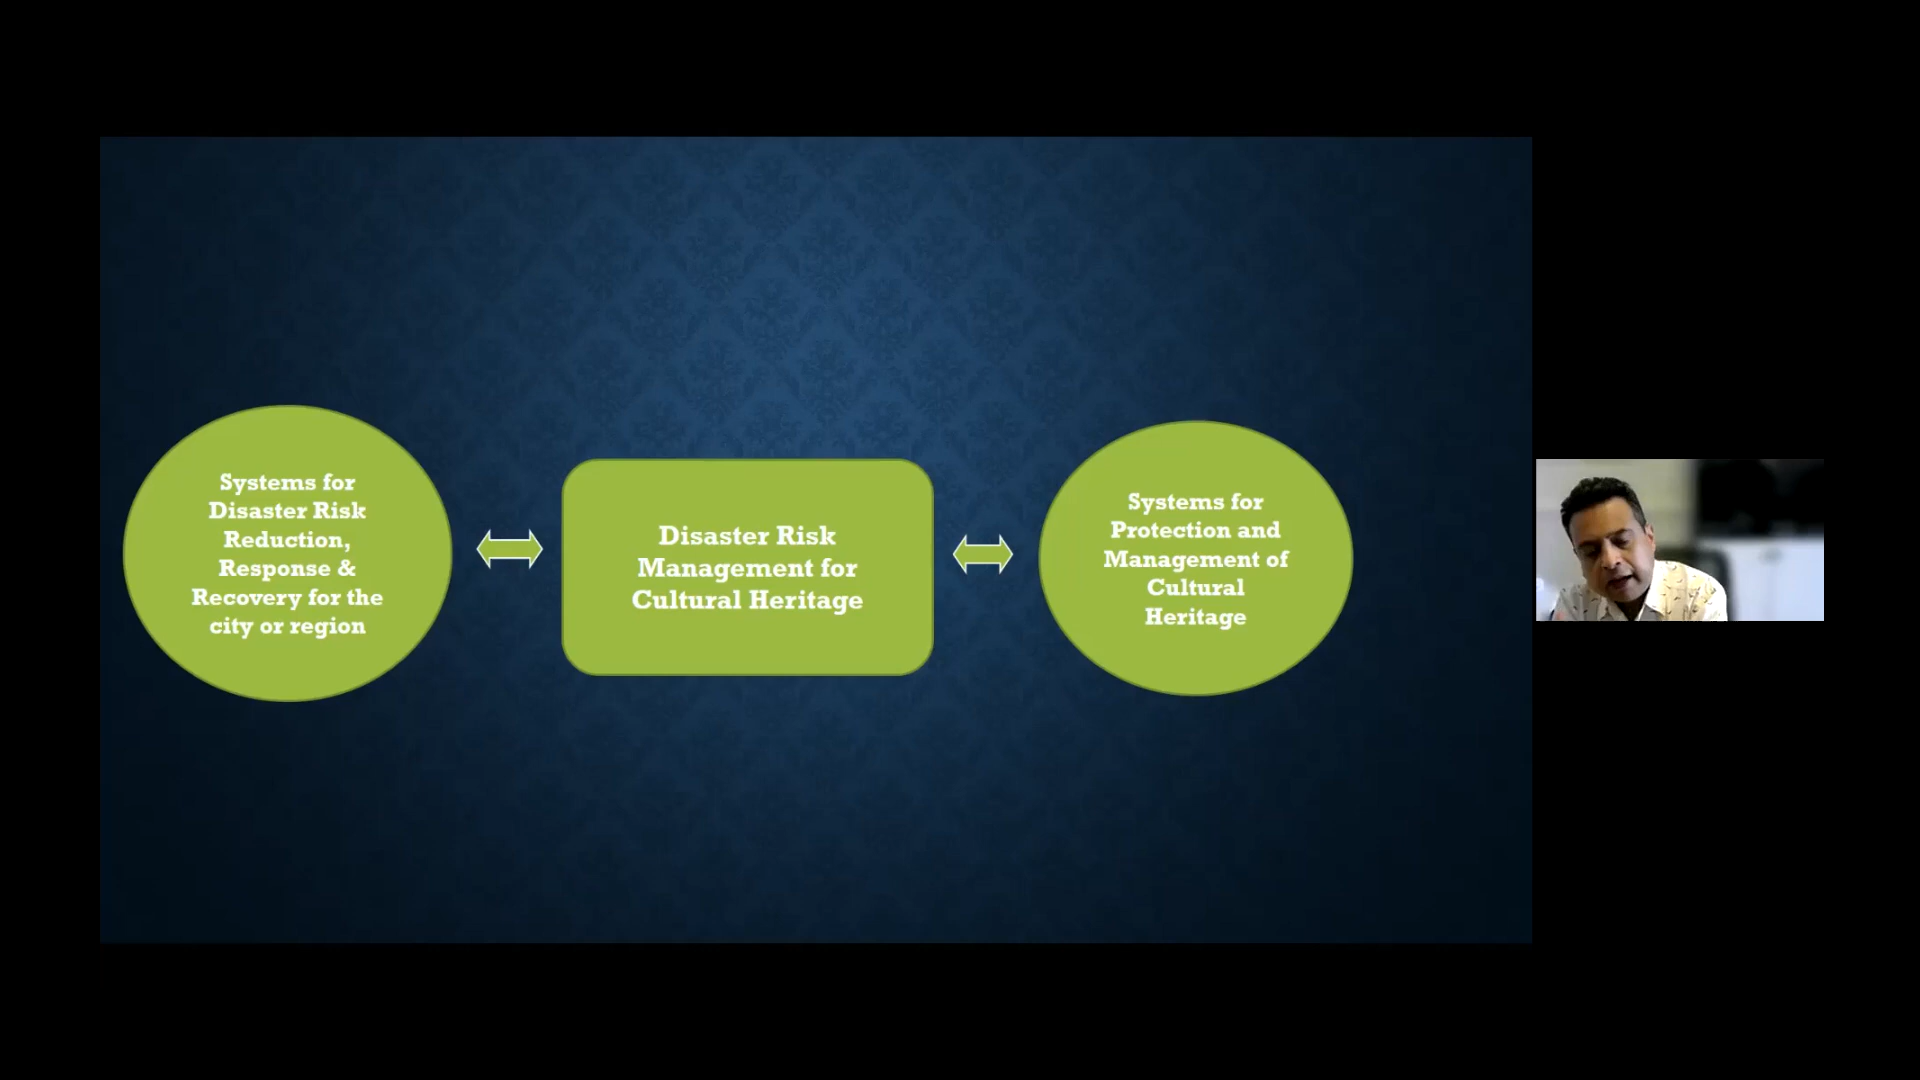 Systems for
Disaster Risk
Reduction,
Response &
Recovery for the
city or region
Disaster Risk
Management for
Cultural Heritage
Systems for
Protection and
Management of
Cultural
Heritage